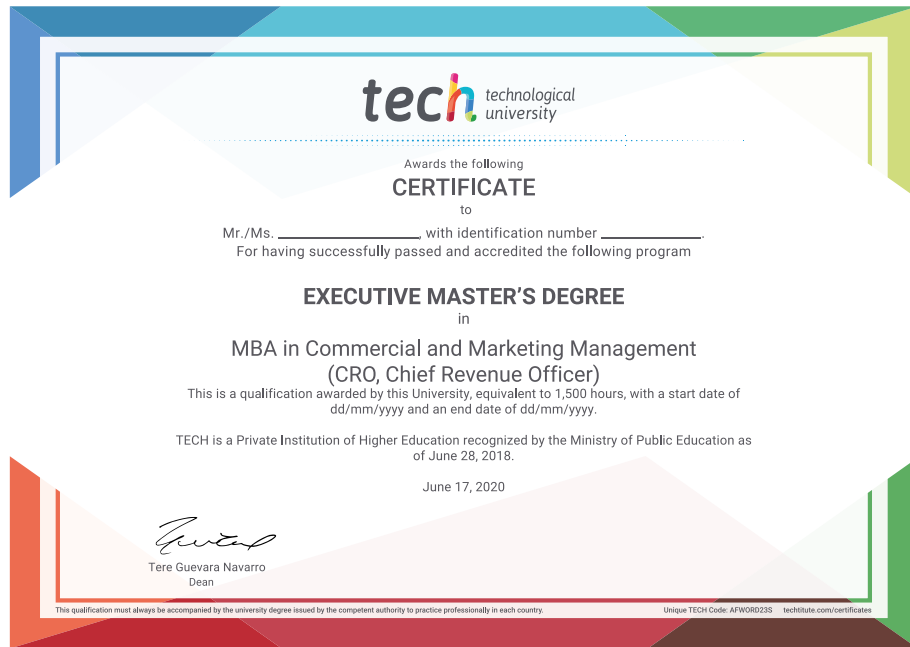 tech technological
university
Awards the following
CERTIFICATE
to
Mr./Ms. ____________________, with identification number ______________.
For having successfully passed and accredited the following program
EXECUTIVE MASTER'S DEGREE
in
MBA in Commercial and Marketing Management
(CRO, Chief Revenue Officer)
This is a qualification awarded by this University, equivalent to 1,500 hours, with a start date of
dd/mm/yyyy and an end date of dd/mm/yyyy.
TECH is a Private Institution of Higher Education recognized by the Ministry of Public Education as
of June 28, 2018.
June 17, 2020
Tere Guevara Navarro
Dean
This qualification must always be accompanied by the university degree issued by the competent authority to practice professionally in each country.
Unique TECH Code: AFWORD23S techtitute.com/certificates